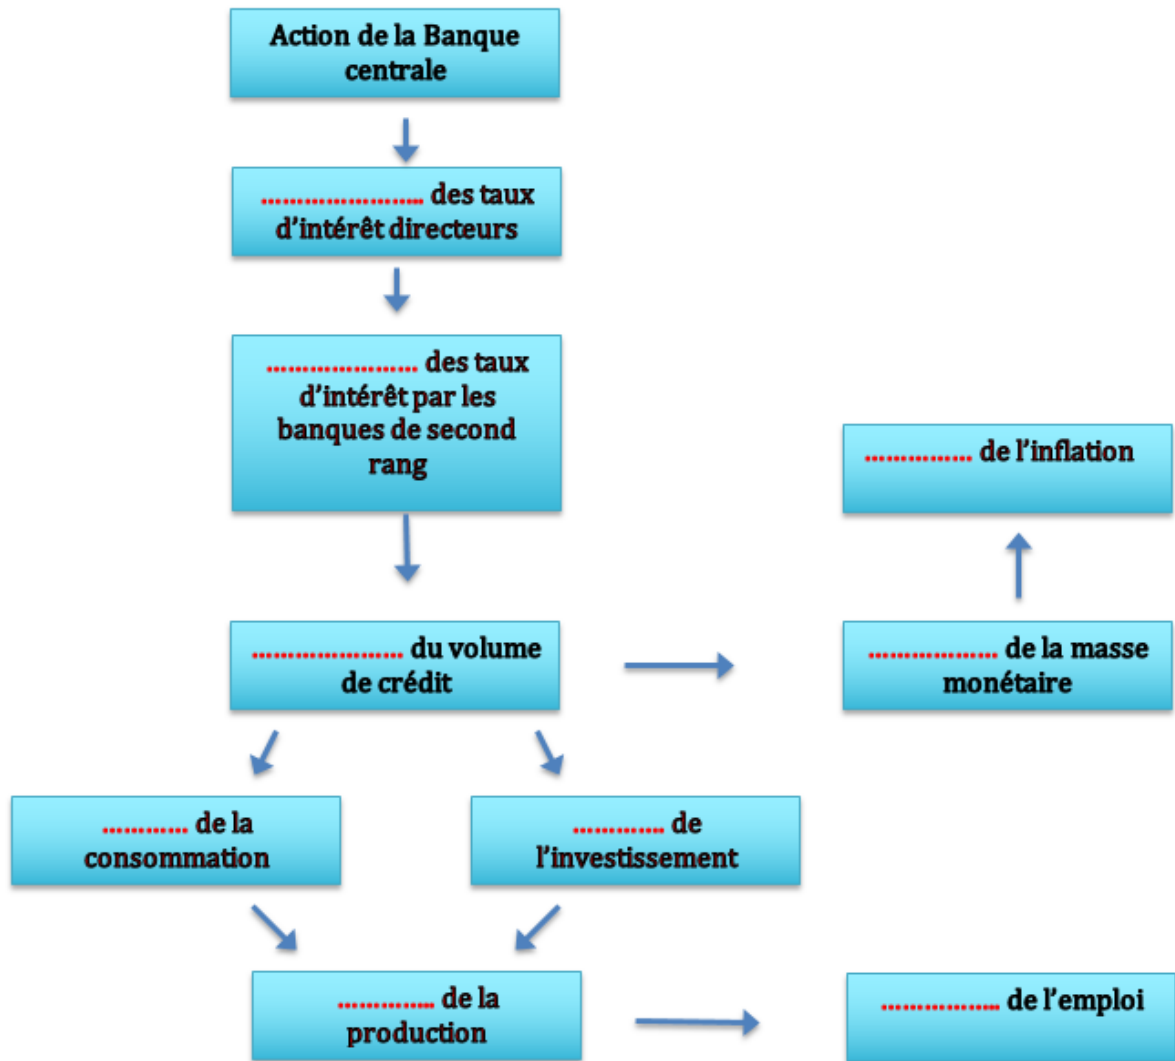 Action de la Banque
centrale
........................ des taux
d'intérêt directeurs
...................... des taux
d'intérêt par les
banques de second
rang
................ de l'inflation
...................... du volume
de crédit
....................... de la masse
monétaire
............ de la
consommation
............. de
l'investissement
.............. de la
production
................... de l'emploi